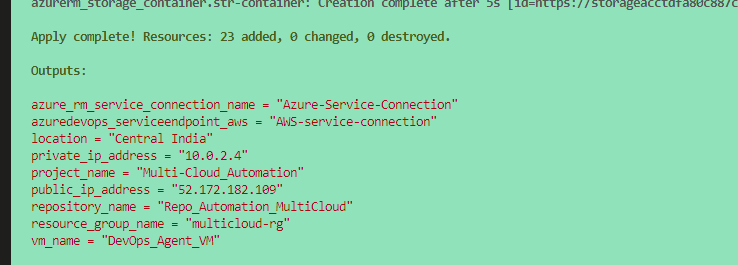 azurerm_storage_container.str-container: Creation complete after 5s [id=https://storageacctdfa80c887c
Apply complete! Resources: 23 added, 0 changed, 0 destroyed.
Outputs:
azure_rm_service_connection_name = "Azure-Service-Connection"
azuredevops_serviceendpoint_aws = "AWS-service-connection"
location = "Central India"
private_ip_address = "10.0.2.4"
project_name = "Multi-Cloud_Automation"
public_ip_address = "52.172.182.109"
repository_name = "Repo_Automation_MultiCloud"
resource_group_name = "multicloud-rg"
vm_name = "DevOps_Agent_VM"